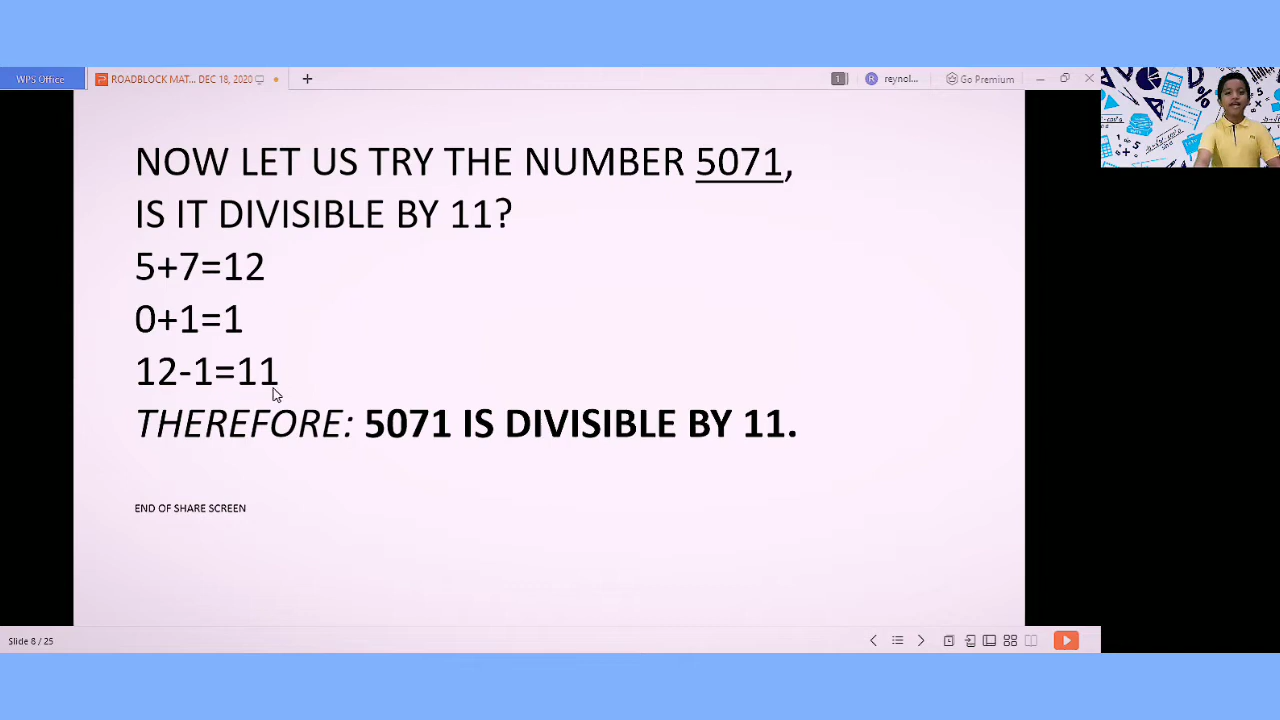 WPS Office
ROADBLOCK MAT... DEC 18, 2020
+
1
R reynol...
Go Premium
NOW LET US TRY THE NUMBER 5071,
IS IT DIVISIBLE BY 11?
5+7=12
0+1=1
12-1=11
THEREFORE: 5071 IS DIVISIBLE BY 11.
END OF SHARE SCREEN
Slide 8 / 25